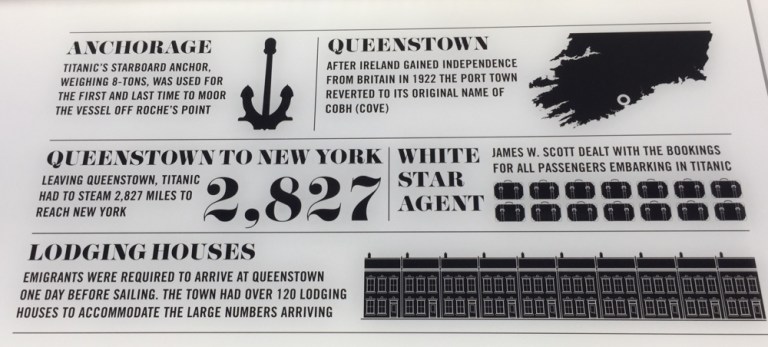 ANCHORAGE
TITANIC'S STARBOARD ANCHOR,
WEIGHING 8-TONS, WAS USED FOR
THE FIRST AND LAST TIME TO MOOR
THE VESSEL OFF ROCHE'S POINT
QUEENSTOWN
AFTER IRELAND GAINED INDEPENDENCE
FROM BRITAIN IN 1922 THE PORT TOWN
REVERTED TO ITS ORIGINAL NAME OF
COBH (COVE)
QUEENSTOWN TO NEW YORK
LEAVING QUEENSTOWN, TITANIC
HAD TO STEAM 2,827 MILES TO
REACH NEW YORK
2,827
WHITE
STAR
AGENT
JAMES W. SCOTT DEALT WITH THE BOOKINGS
FOR ALL PASSENGERS EMBARKING IN TITANIC
LODGING HOUSES
EMIGRANTS WERE REQUIRED TO ARRIVE AT QUEENSTOWN
ONE DAY BEFORE SAILING. THE TOWN HAD OVER 120 LODGING
HOUSES TO ACCOMMODATE THE LARGE NUMBERS ARRIVING